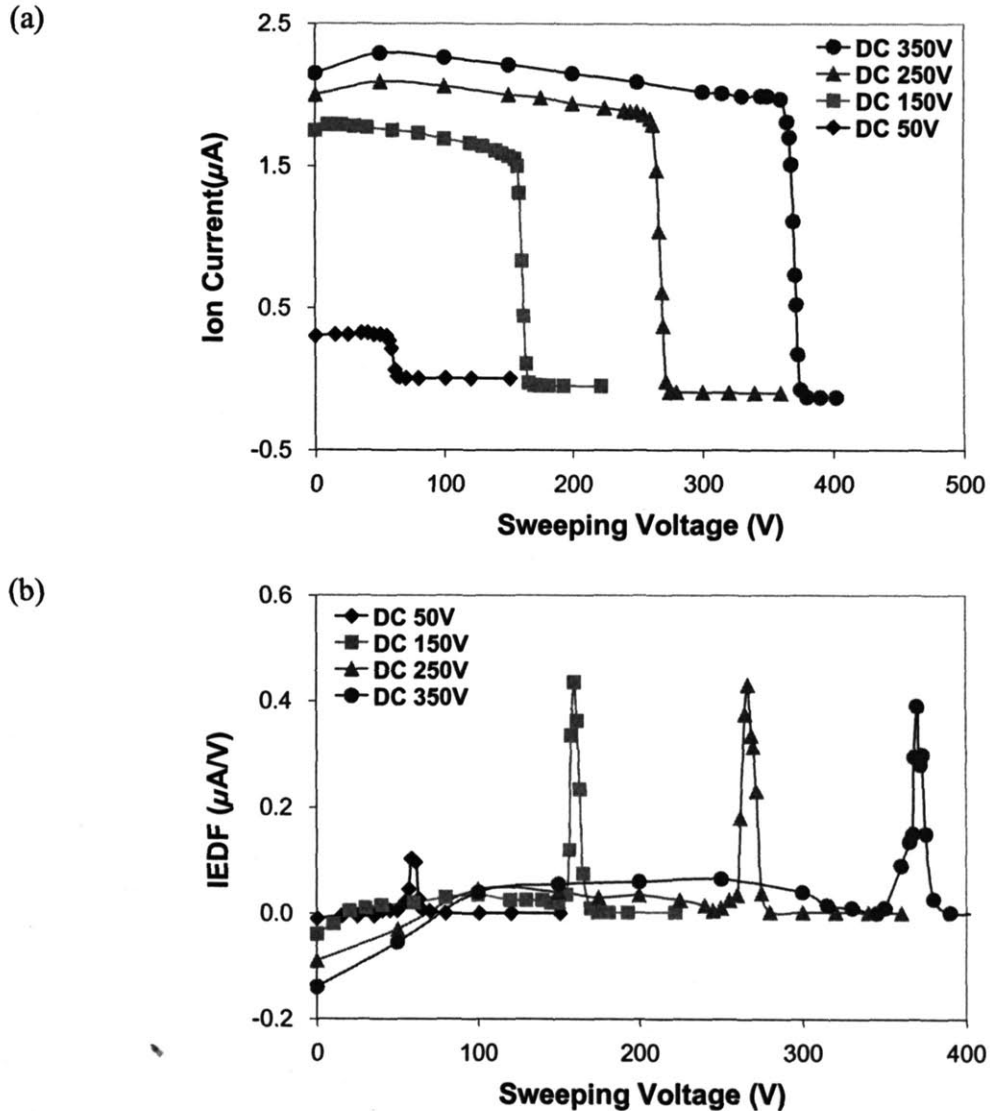 (a)
2.5
1.5
0.5
-0.5
Ion Current(μA)
DC 350V
DC 250V
DC 150V
DC 50V
0 100 200 300 400 500
Sweeping Voltage (V)
(b)
0.6
0.4
0.2
0.0
-0.2
IEDF (μA/V)
DC 50V
DC 150V
DC 250V
DC 350V
0 100 200 300 400
Sweeping Voltage (V)